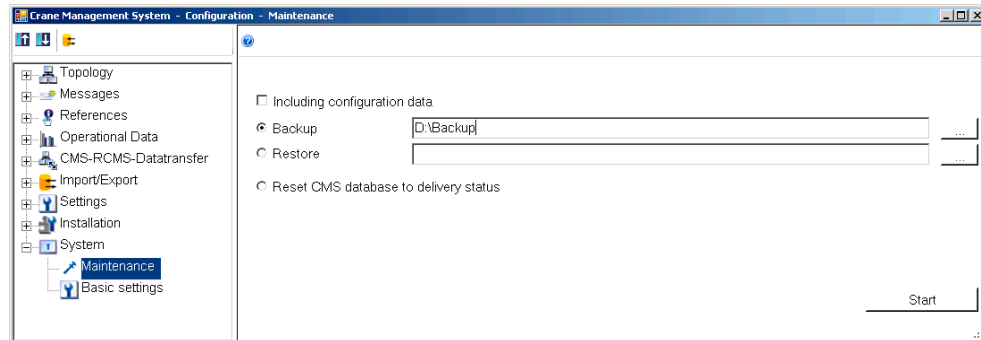 Crane Management System - Configuration - Maintenance
Topology
Messages
References
Operational Data
CMS-RCMS-Datatransfer
Import/Export
Settings
Installation
System
Maintenance
Basic settings
Including configuration data
Backup D:\Backup ...
Restore ...
Reset CMS database to delivery status
Start